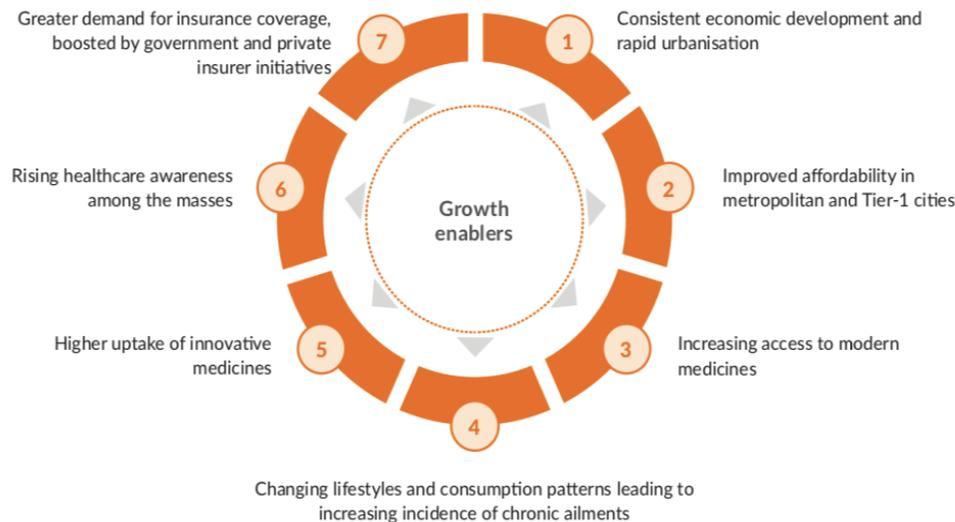 Growth
enablers
1
Consistent economic development and
rapid urbanisation
2
Improved affordability in
metropolitan and Tier-1 cities
3
Increasing access to modern
medicines
4
Changing lifestyles and consumption patterns leading to
increasing incidence of chronic ailments
5
Higher uptake of innovative
medicines
6
Rising healthcare awareness
among the masses
7
Greater demand for insurance coverage,
boosted by government and private
insurer initiatives